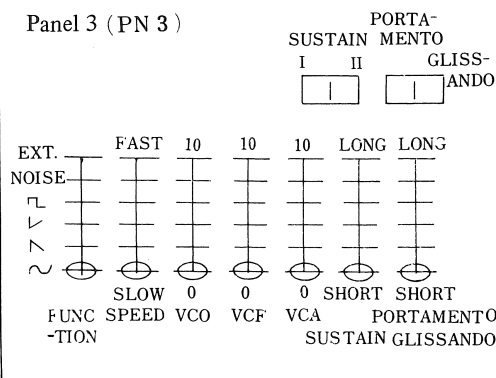 Panel 3 (PN 3)
PORTA-
SUSTAIN MENTO
I II GLISS-
ANDO
EXT. FAST 10 10 10 LONG LONG
NOISE
SLOW 0 0 0 SHORT SHORT
FUNC SPEED VCO VCF VCA PORTAMENTO
-TION SUSTAIN GLISSANDO